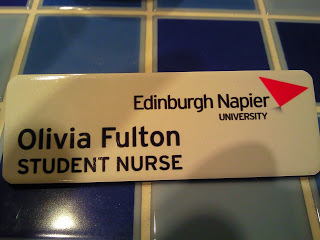 Edinburgh Napier
UNIVERSITY
Olivia Fulton
STUDENT NURSE